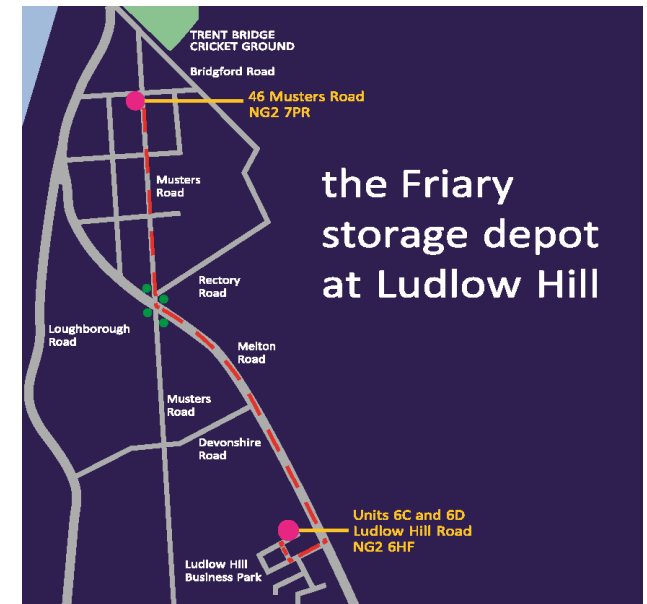 TRENT BRIDGE
CRICKET GROUND
Bridgford Road
46 Musters Road
NG2 7PR
Musters
Road
the Friary
storage depot
at Ludlow Hill
Rectory
Road
Loughborough
Road
Melton
Road
Musters
Road
Devonshire
Road
Units 6C and 6D
Ludlow Hill Road
NG2 6HF
Ludlow Hill
Business Park